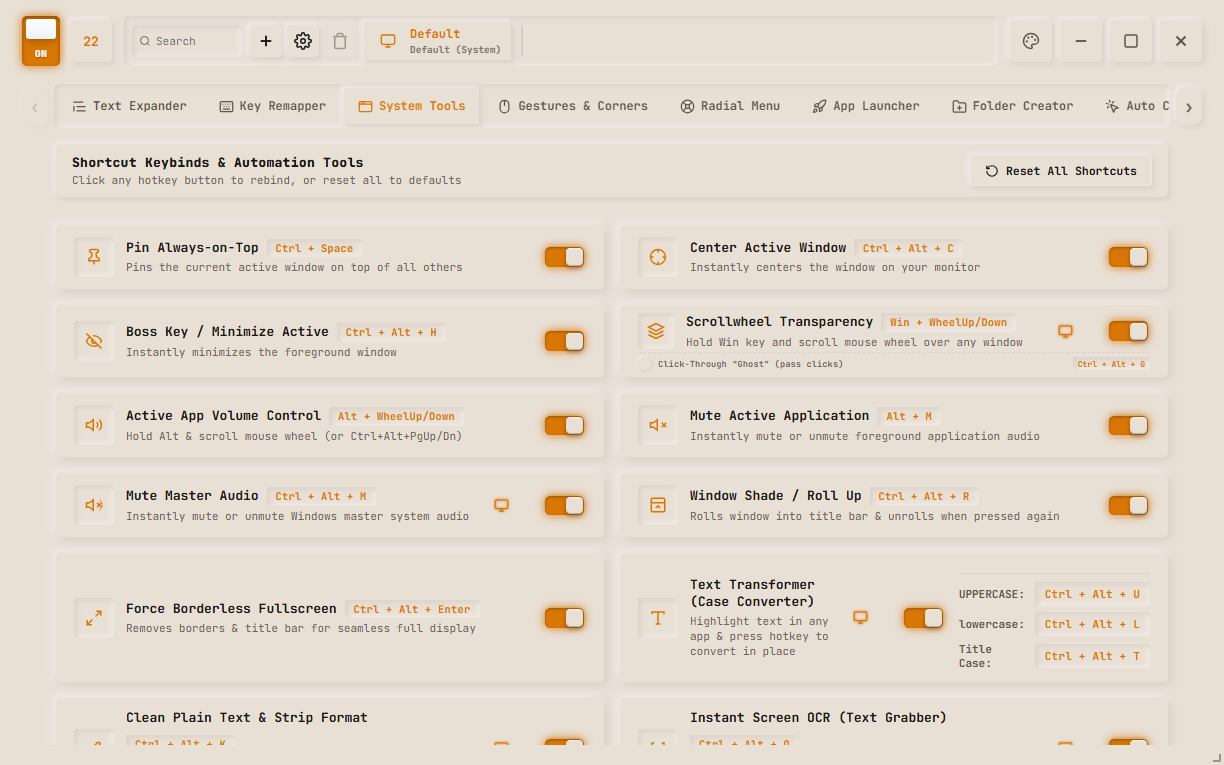 ON
22
Search
Default
Default (System)
Text Expander
Key Remapper
System Tools
Gestures & Corners
Radial Menu
App Launcher
Folder Creator
Auto C
Shortcut Keybinds & Automation Tools
Click any hotkey button to rebind, or reset all to defaults
Reset All Shortcuts
Pin Always-on-Top Ctrl + Space
Pins the current active window on top of all others
Center Active Window Ctrl + Alt + C
Instantly centers the window on your monitor
Boss Key / Minimize Active Ctrl + Alt + H
Instantly minimizes the foreground window
Scrollwheel Transparency Win + WheelUp/Down
Hold Win key and scroll mouse wheel over any window
Click-Through "Ghost" (pass clicks) Ctrl + Alt + G
Active App Volume Control Alt + WheelUp/Down
Hold Alt & scroll mouse wheel (or Ctrl+Alt+PgUp/Dn)
Mute Active Application Alt + M
Instantly mute or unmute foreground application audio
Mute Master Audio Ctrl + Alt + M
Instantly mute or unmute Windows master system audio
Window Shade / Roll Up Ctrl + Alt + R
Rolls window into title bar & unrolls when pressed again
Force Borderless Fullscreen Ctrl + Alt + Enter
Removes borders & title bar for seamless full display
Text Transformer
(Case Converter)
Highlight text in any
app & press hotkey to
convert in place
UPPERCASE: Ctrl + Alt + U
lowercase: Ctrl + Alt + L
Title
Case: Ctrl + Alt + T
Clean Plain Text & Strip Format
Ctrl + Alt + K
Instant Screen OCR (Text Grabber)